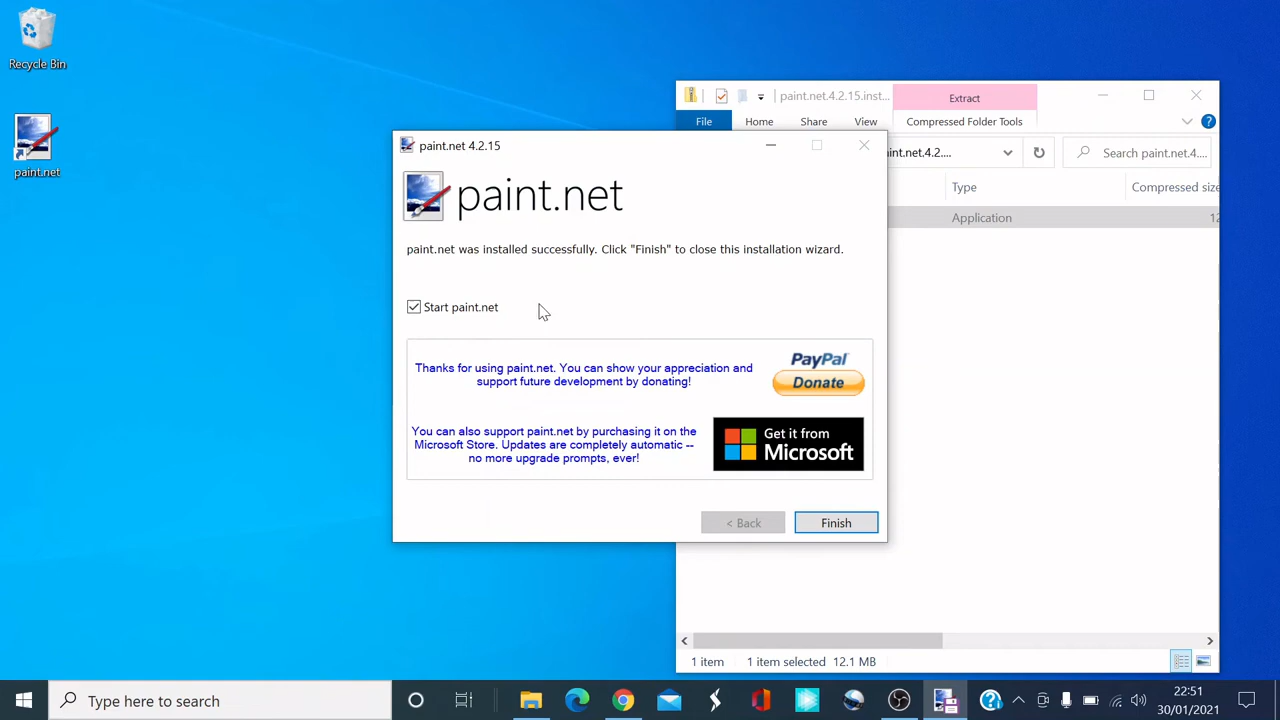 Recycle Bin
paint.net
paint.net.4.2.15.inst...
Extract
File
Home
Share
View
Compressed Folder Tools
int.net.4.2....
Search paint.net.4....
Type
Compressed size
Application
12
paint.net 4.2.15
paint.net
paint.net was installed successfully. Click "Finish" to close this installation wizard.
Start paint.net
Thanks for using paint.net. You can show your appreciation and
support future development by donating!
PayPal
Donate
You can also support paint.net by purchasing it on the
Microsoft Store. Updates are completely automatic --
no more upgrade prompts, ever!
Get it from
Microsoft
< Back
Finish
1 item
1 item selected 12.1 MB
Type here to search
22:51
30/01/2021